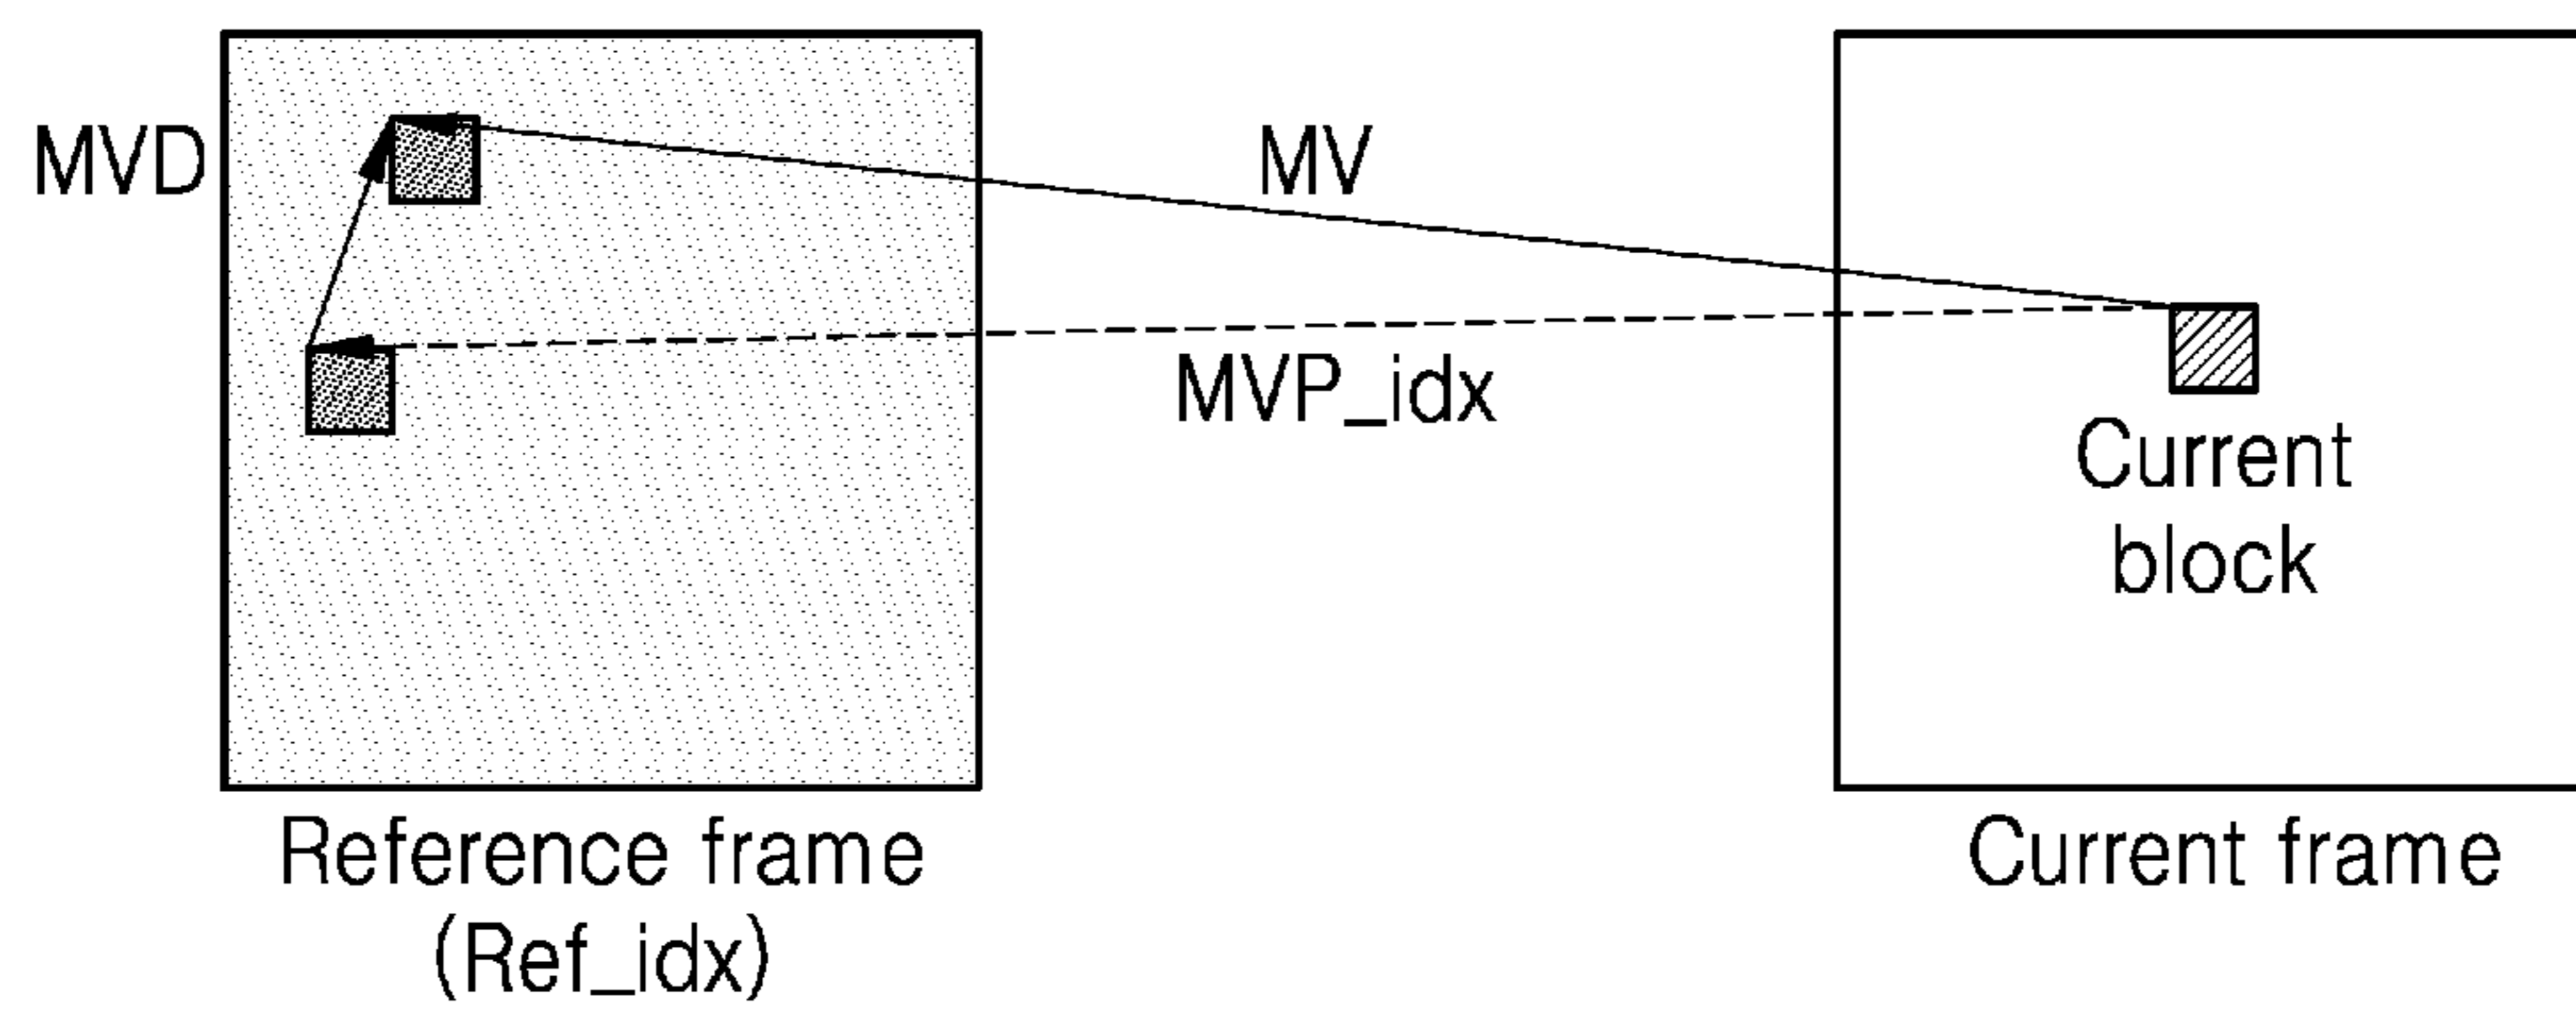 MVD
MV
MVP_idx
Current
block
Reference frame
(Ref_idx)
Current frame